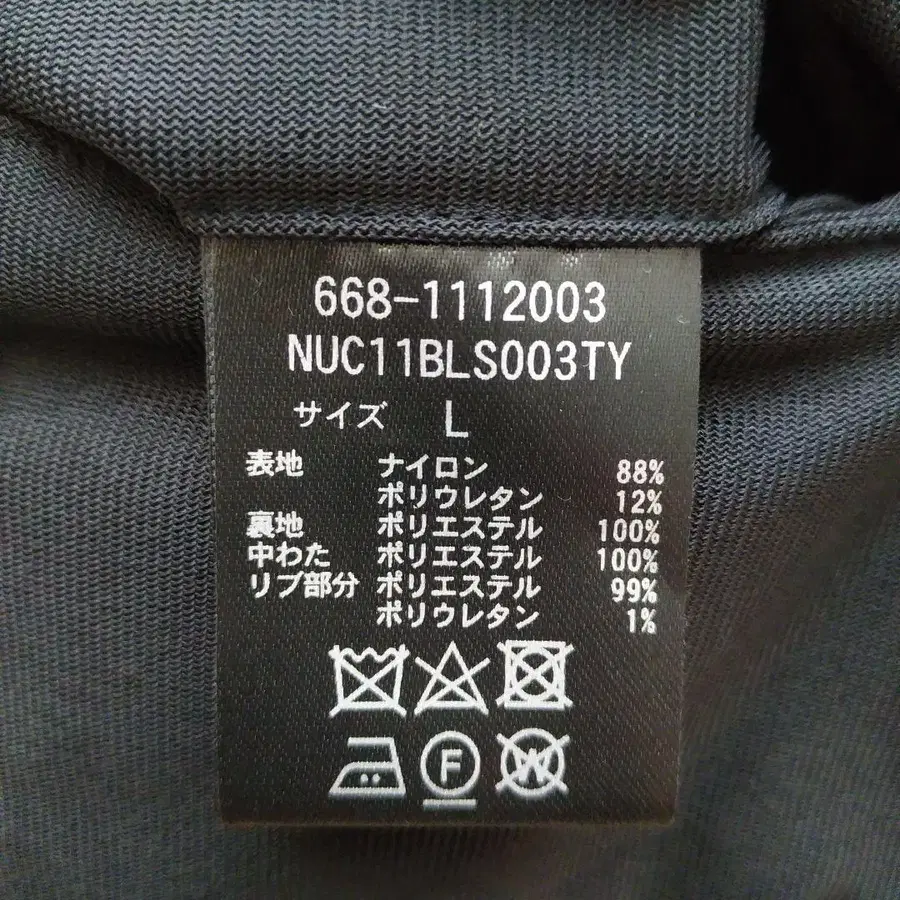 668-1112003
NUC11BLS003TY
サイズ L
表地 ナイロン 88%
ポリウレタン 12%
裏地 ポリエステル 100%
中わた ポリエステル 100%
リブ部分 ポリエステル 99%
ポリウレタン 1%
F W